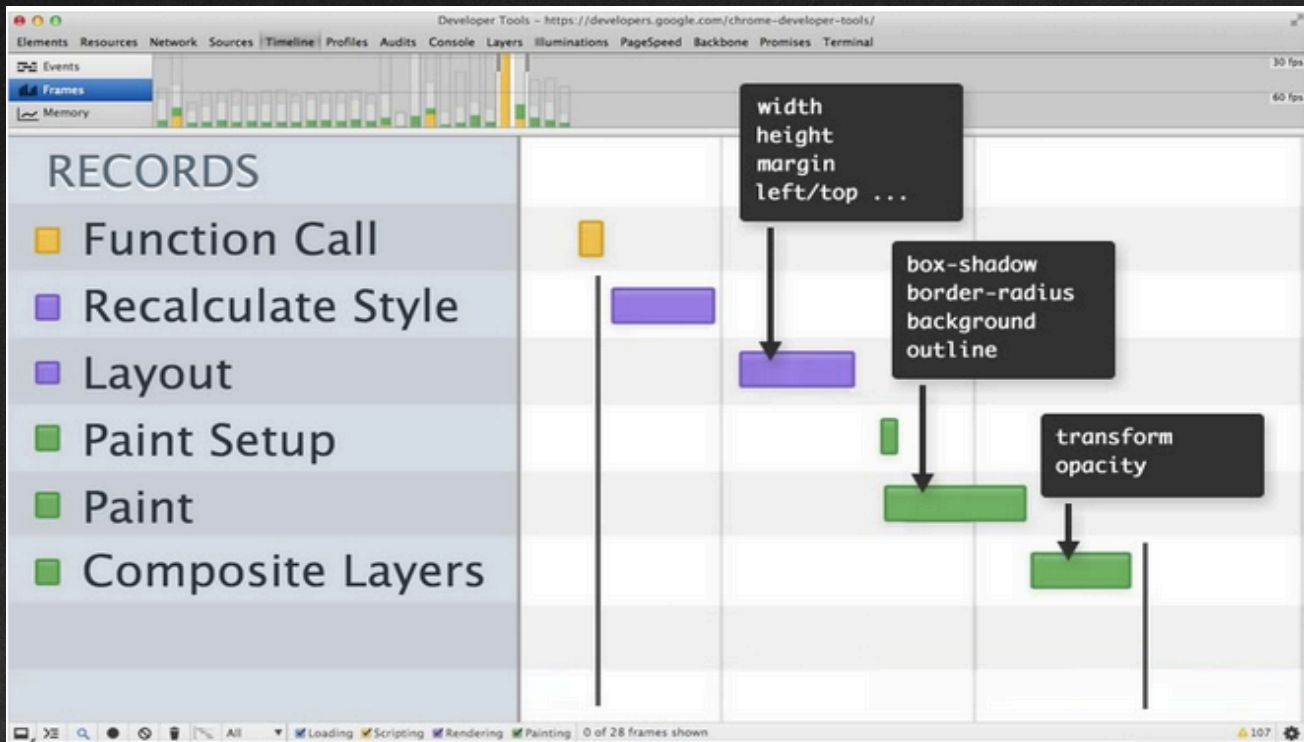 Developer Tools – https://developers.google.com/chrome-developer-tools/
Elements Resources Network Sources Timeline Profiles Audits Console Layers Illuminations PageSpeed Backbone Promises Terminal
Events
Frames
Memory
30 fps
60 fps
RECORDS
Function Call
Recalculate Style
Layout
Paint Setup
Paint
Composite Layers
width
height
margin
left/top ...
box-shadow
border-radius
background
outline
transform
opacity
All Loading Scripting Rendering Painting 0 of 28 frames shown 107